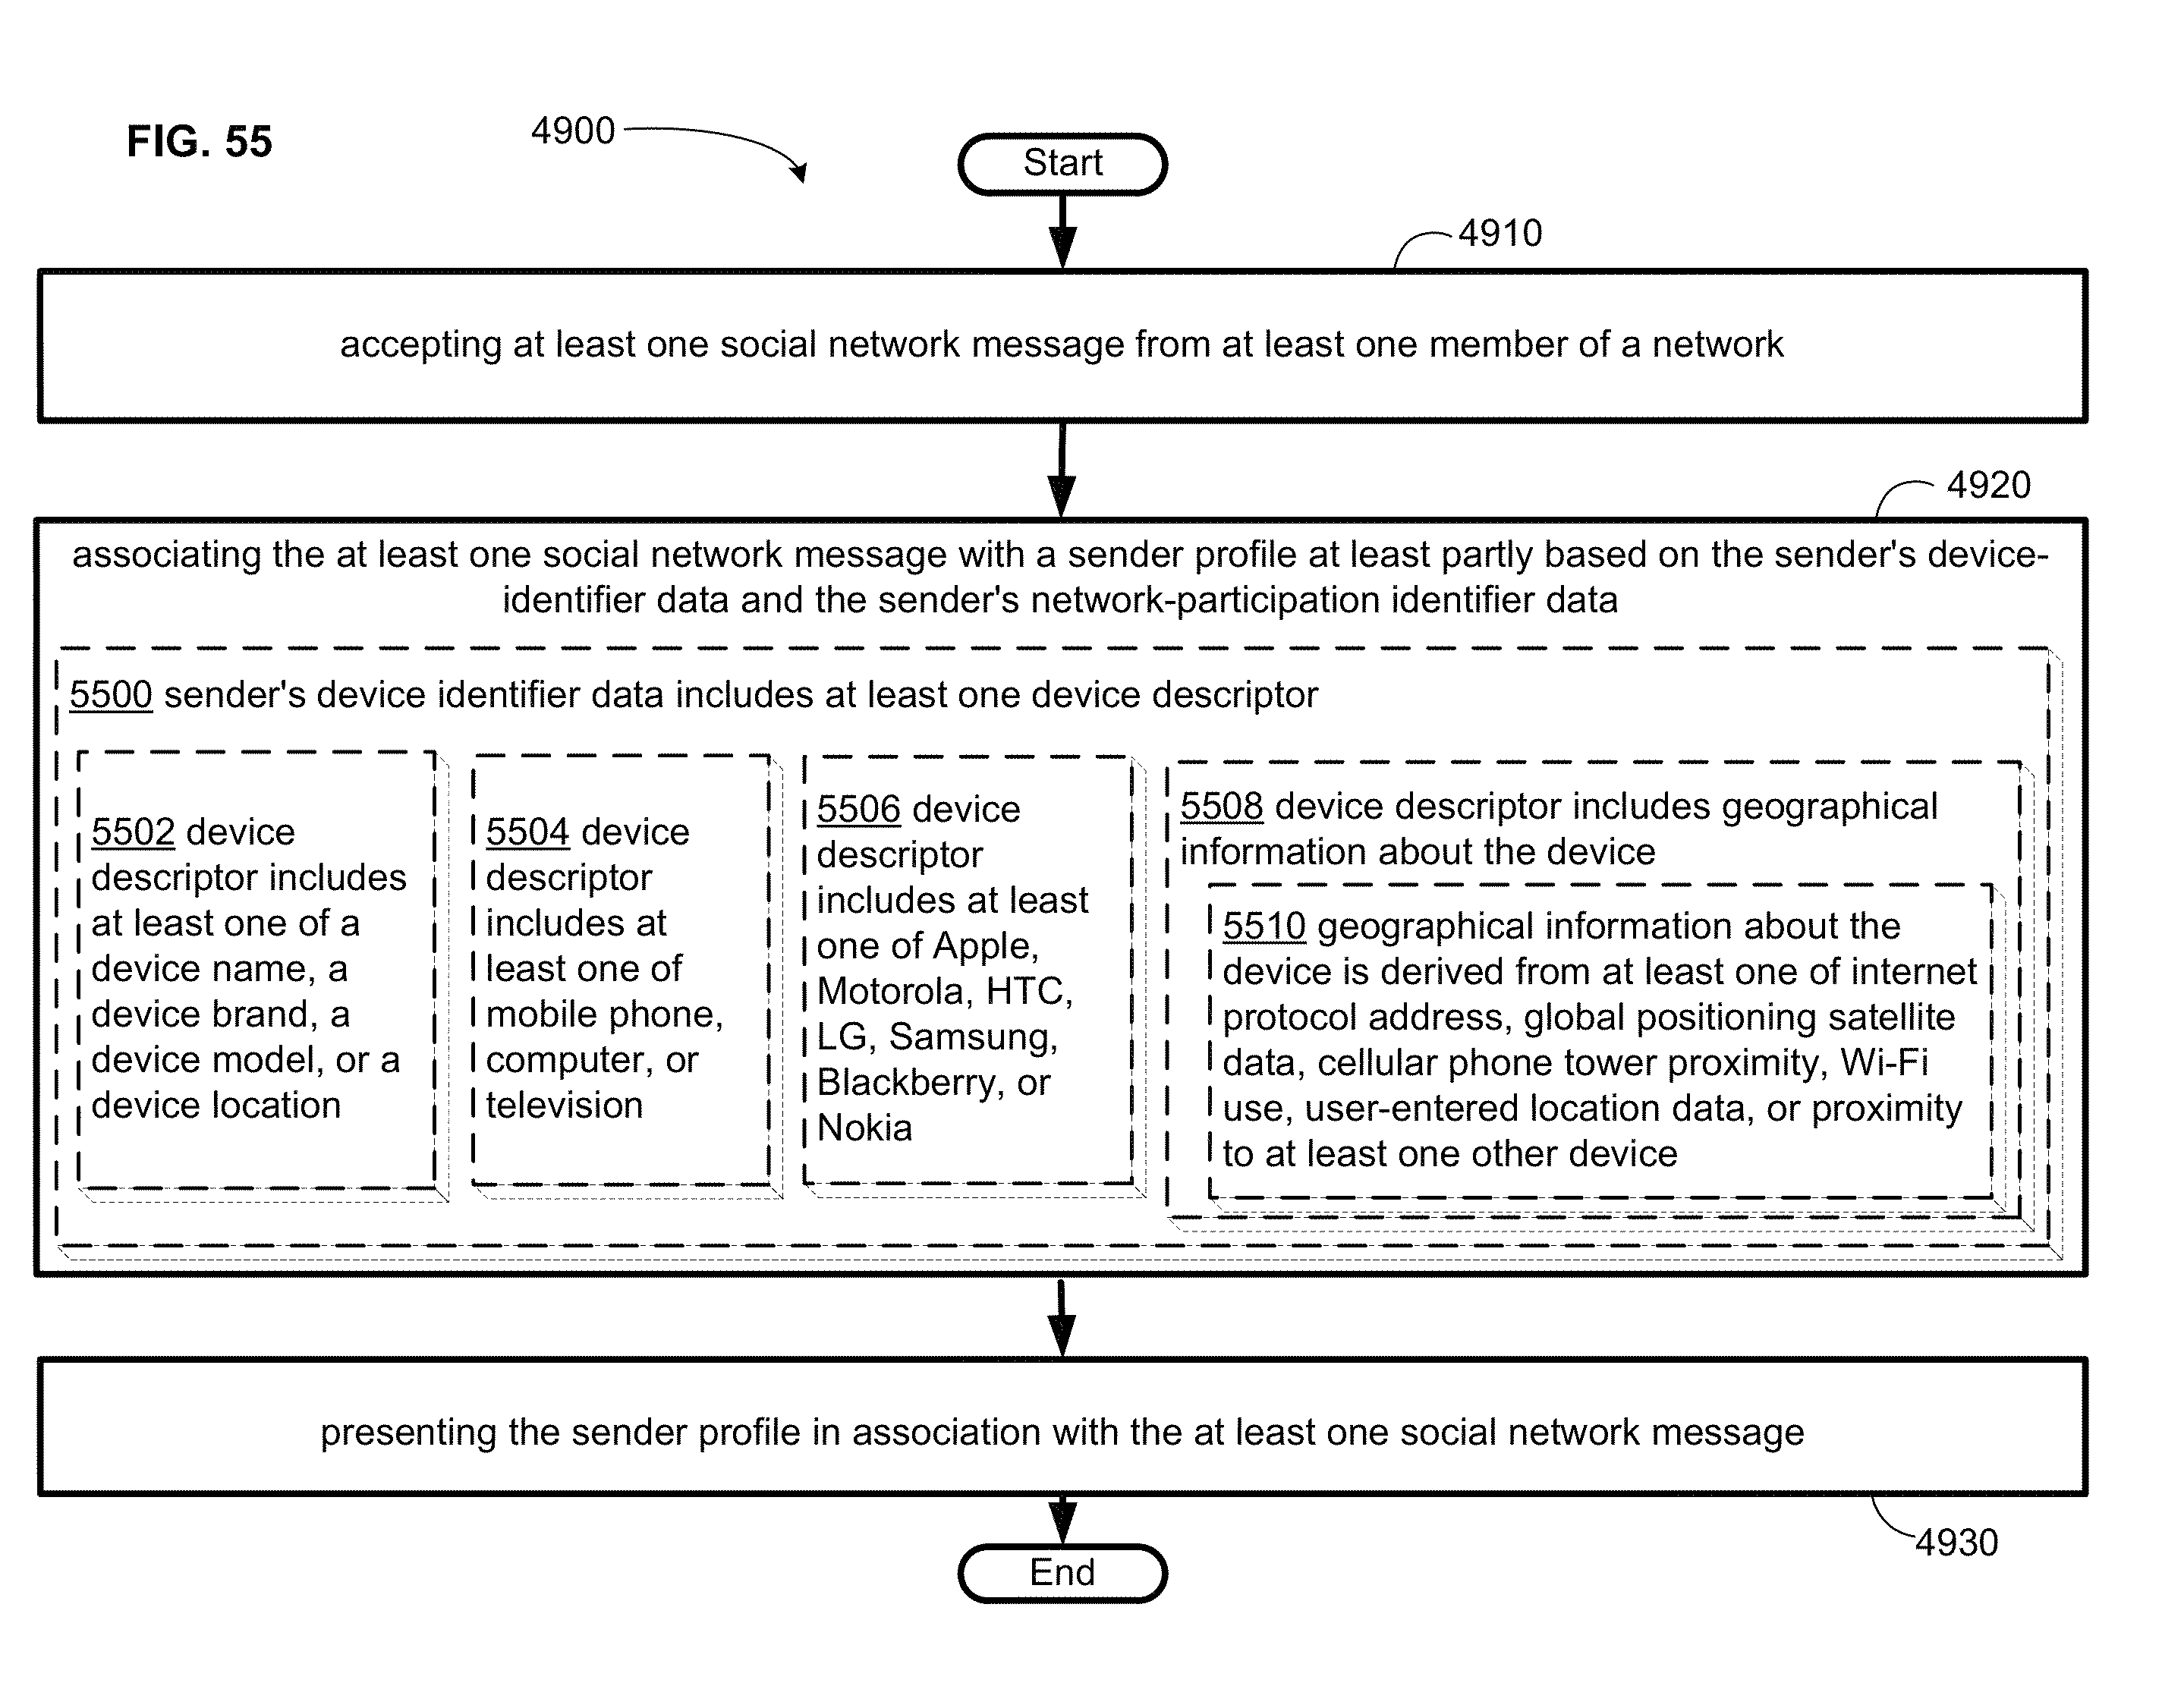 FIG. 55
4900
Start
4910
accepting at least one social network message from at least one member of a network
4920
associating the at least one social network message with a sender profile at least partly based on the sender's device-
identifier data and the sender's network-participation identifier data
5500 sender's device identifier data includes at least one device descriptor
5502 device
descriptor includes
at least one of a
device name, a
device brand, a
device model, or a
device location
5504 device
descriptor
includes at
least one of
mobile phone,
computer, or
television
5506 device
descriptor
includes at least
one of Apple,
Motorola, HTC,
LG, Samsung,
Blackberry, or
Nokia
5508 device descriptor includes geographical
information about the device
5510 geographical information about the
device is derived from at least one of internet
protocol address, global positioning satellite
data, cellular phone tower proximity, Wi-Fi
use, user-entered location data, or proximity
to at least one other device
presenting the sender profile in association with the at least one social network message
4930
End